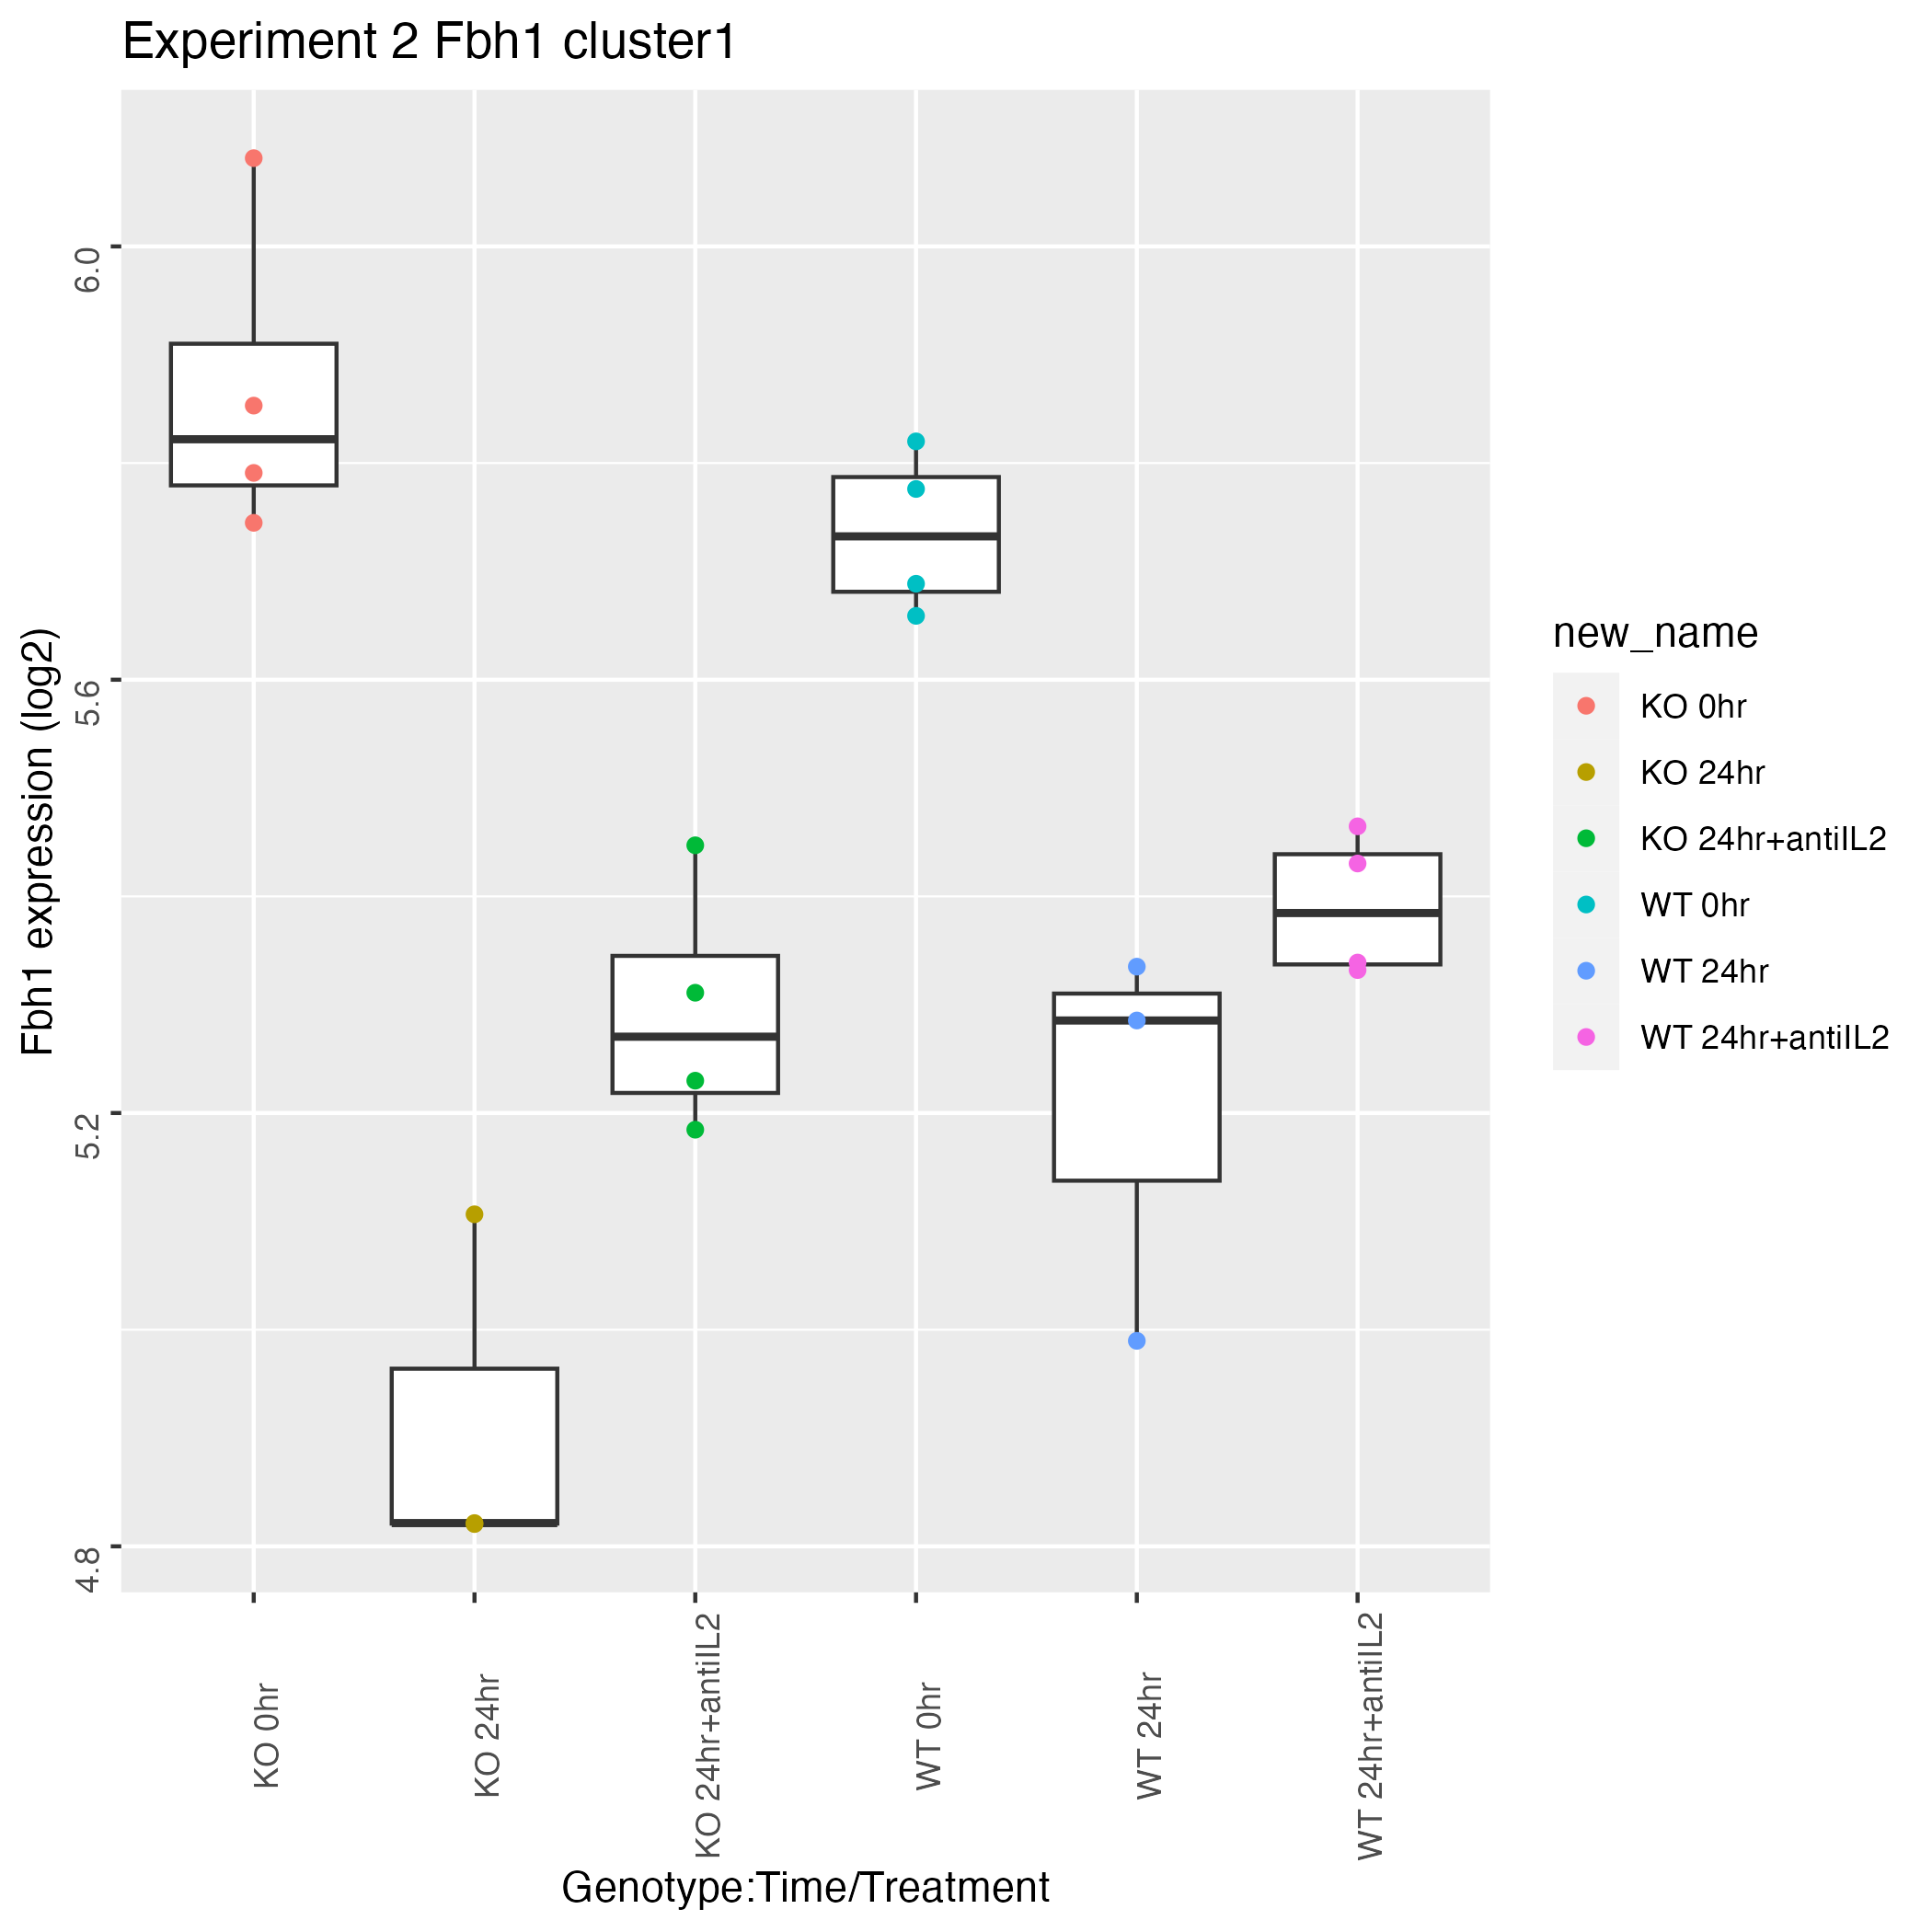 Experiment 2 Fbh1 cluster1
Fbh1 expression (log2)
6.0
5.6
5.2
4.8
KO 0hr
KO 24hr
KO 24hr+antiIL2
WT 0hr
WT 24hr
WT 24hr+antiIL2
Genotype:Time/Treatment
new_name
KO 0hr
KO 24hr
KO 24hr+antiIL2
WT 0hr
WT 24hr
WT 24hr+antiIL2